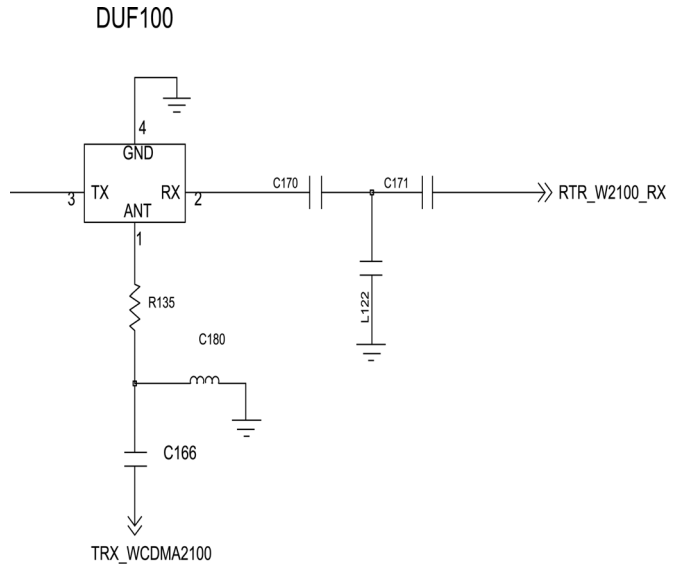 DUF100
4
GND
3 TX RX 2
ANT
1
C170
C171
RTR_W2100_RX
R135
L122
C180
C166
TRX_WCDMA2100